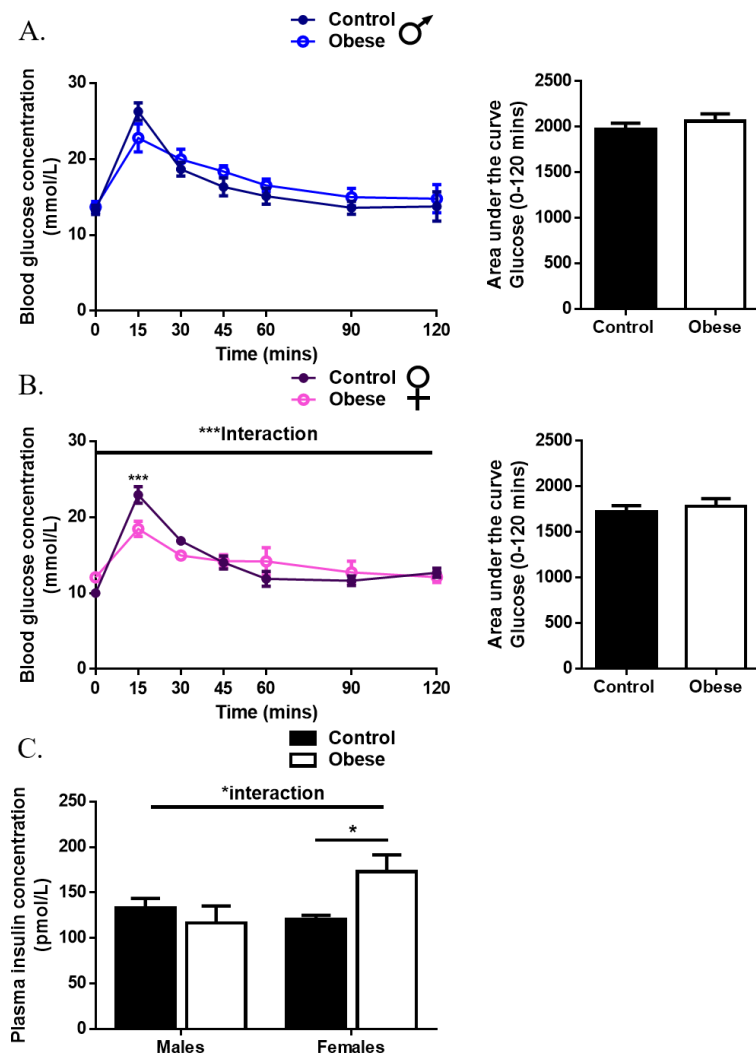 A.
Control
Obese
Blood glucose concentration
(mmol/L)
30
20
10
0
0 15 30 45 60 90 120
Time (mins)
Area under the curve
Glucose (0-120 mins)
2500
2000
1500
1000
500
0
Control Obese
B.
Control
Obese
***Interaction
***
Blood glucose concentration
(mmol/L)
30
20
10
0
0 15 30 45 60 90 120
Time (mins)
Area under the curve
Glucose (0-120 mins)
2500
2000
1500
1000
500
0
Control Obese
C.
Control
Obese
*interaction
*
Plasma insulin concentration
(pmol/L)
250
200
150
100
50
0
Males Females